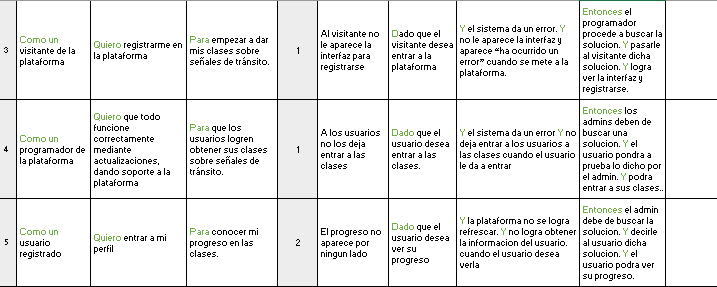 3
Como un
visitante de la
plataforma
Quiero registrarme en
la plataforma
Para empezar a dar
mis clases sobre
señales de tránsito.
1
Al visitante no
le aparece la
interfaz para
registrarse
Dado que el
visitante desea
entrar a la
plataforma
Y el sistema da un error. Y
no le aparece la interfaz y
aparece “ha ocurrido un
error” cuando se mete a la
plataforma.
Entonces el
programador
procede a buscar la
solucion. Y pasarle
al visitante dicha
solucion. Y logra
ver la interfaz y
registrarse.
4
Como un
programador de
la plataforma
Quiero que todo
funcione
correctamente
mediante
actualizaciones,
dando soporte a la
plataforma
Para que los
usuarios logren
obtener sus clases
sobre señales de
tránsito.
1
A los usuarios
no los deja
entrar a las
clases
Dado que el
usuario desea
entrar a las
clases.
Y el sistema da un error Y no
deja entrar a los usuarios a
las clases cuando el usuario
le da a entrar
Entonces los
admins deben de
buscar una
solucion. Y el
usuario pondra a
prueba lo dicho por
el admin. Y podra
entrar a sus clases..
5
Como un
usuario
registrado
Quiero entrar a mi
perfil
Para conocer mi
progreso en las
clases.
2
El progreso no
aparece por
ningun lado
Dado que el
usuario desea
ver su
progreso
Y la plataforma no se logra
refrescar. Y no logra obtener
la informacion del usuario.
cuando el usuario desea
verla
Entonces el admin
debe de buscar la
solucion. Y decirle
al usuario dicha
solucion. Y el
usuario podra ver
su progreso.